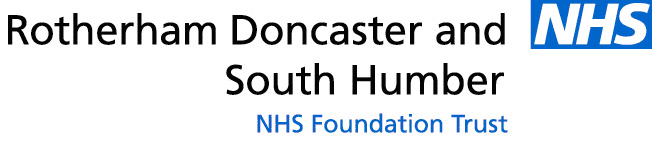 Rotherham Doncaster and NHS
South Humber
NHS Foundation Trust